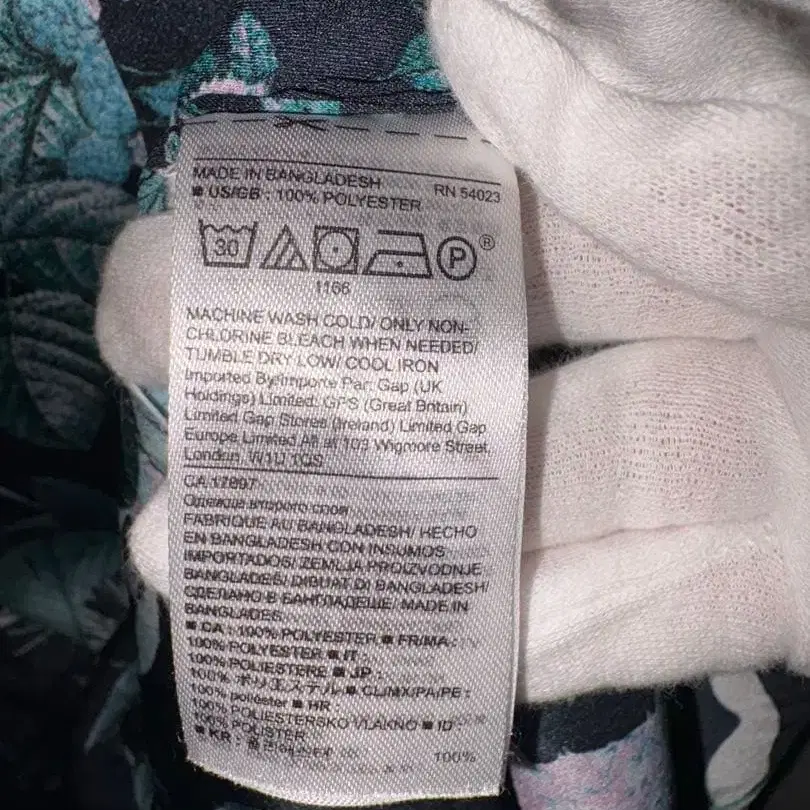 MADE IN BANGLADESH
RN 54023
■ US/GB : 100% POLYESTER
30
P
®
1166
MACHINE WASH COLD/ ONLY NON-
CHLORINE BLEACH WHEN NEEDED/
TUMBLE DRY LOW/ COOL IRON
Imported By/Importe Par: Gap (UK
Holdings) Limited: GPS (Great Britain)
Limited Gap Stores (Ireland) Limited Gap
Europe Limited All at 103 Wigmore Street,
London, W1U 1QS
CA 17897
Одежда второго слоя
FABRIQUE AU BANGLADESH/ HECHO
EN BANGLADESH CON INSUMOS
IMPORTADOS/ ZEMLJA PROIZVODNJE
BANGLADEŠ/ DIBUAT DI BANGLADESH/
СДЕЛАНО В БАНГЛАДЕШЕ/ MADE IN
BANGLADES
■ CA : 100% POLYESTER ■ FR/MA :
100% POLYESTER ■ IT :
100% POLIESTERE ■ JP :
100% ポリエステル ■ CL/MX/PA/PE :
100% poliéster ■ HR :
100% POLIESTERSKO VLAKNO ■ ID :
100% POLISTER
■ KR : 100%